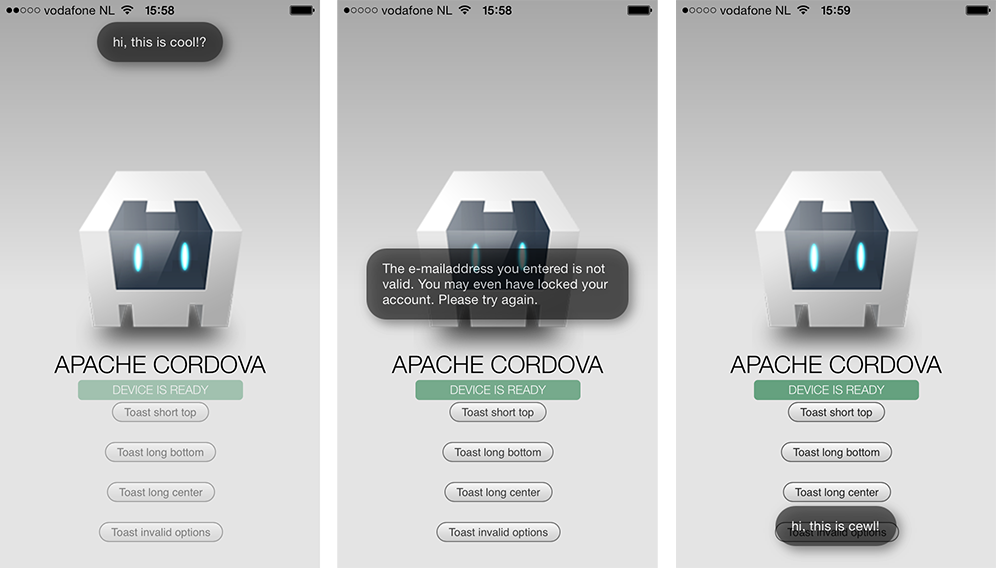 vodafone NL 15:58
hi, this is cool!?
APACHE CORDOVA
DEVICE IS READY
Toast short top
Toast long bottom
Toast long center
Toast invalid options
vodafone NL 15:58
The e-mailaddress you entered is not
valid. You may even have locked your
account. Please try again.
APACHE CORDOVA
DEVICE IS READY
Toast short top
Toast long bottom
Toast long center
Toast invalid options
vodafone NL 15:59
APACHE CORDOVA
DEVICE IS READY
Toast short top
Toast long bottom
Toast long center
hi, this is cewl!
Toast invalid options